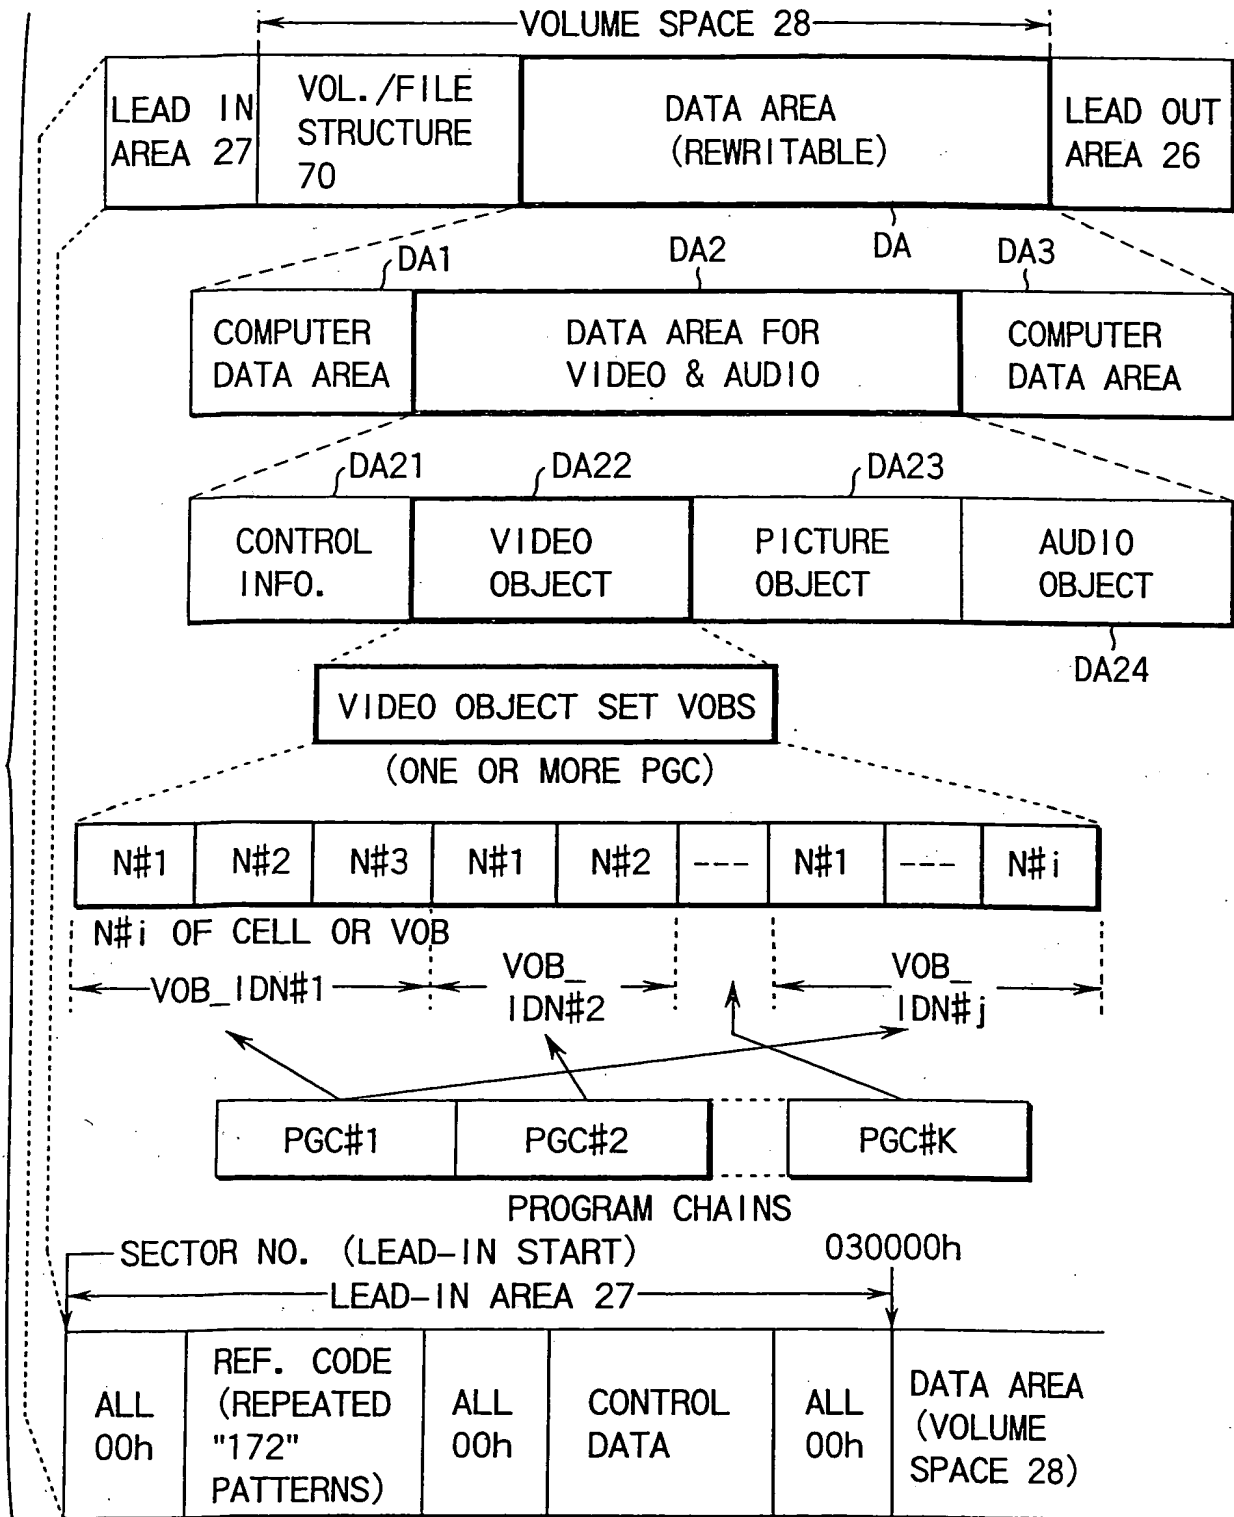 VOLUME SPACE 28
LEAD IN
AREA 27
VOL./FILE
STRUCTURE
70
DATA AREA
(REWRITABLE)
LEAD OUT
AREA 26
DA
DA1
DA2
DA3
COMPUTER
DATA AREA
DATA AREA FOR
VIDEO & AUDIO
COMPUTER
DATA AREA
DA21
DA22
DA23
CONTROL
INFO.
VIDEO
OBJECT
PICTURE
OBJECT
AUDIO
OBJECT
DA24
VIDEO OBJECT SET VOBS
(ONE OR MORE PGC)
N#1 N#2 N#3 N#1 N#2 --- N#1 --- N#i
N#i OF CELL OR VOB
VOB_IDN#1
VOB_
IDN#2
VOB_
IDN#j
PGC#1 PGC#2 PGC#K
PROGRAM CHAINS
SECTOR NO. (LEAD-IN START)
030000h
LEAD-IN AREA 27
ALL
00h
REF. CODE
(REPEATED
"172"
PATTERNS)
ALL
00h
CONTROL
DATA
ALL
00h
DATA AREA
(VOLUME
SPACE 28)